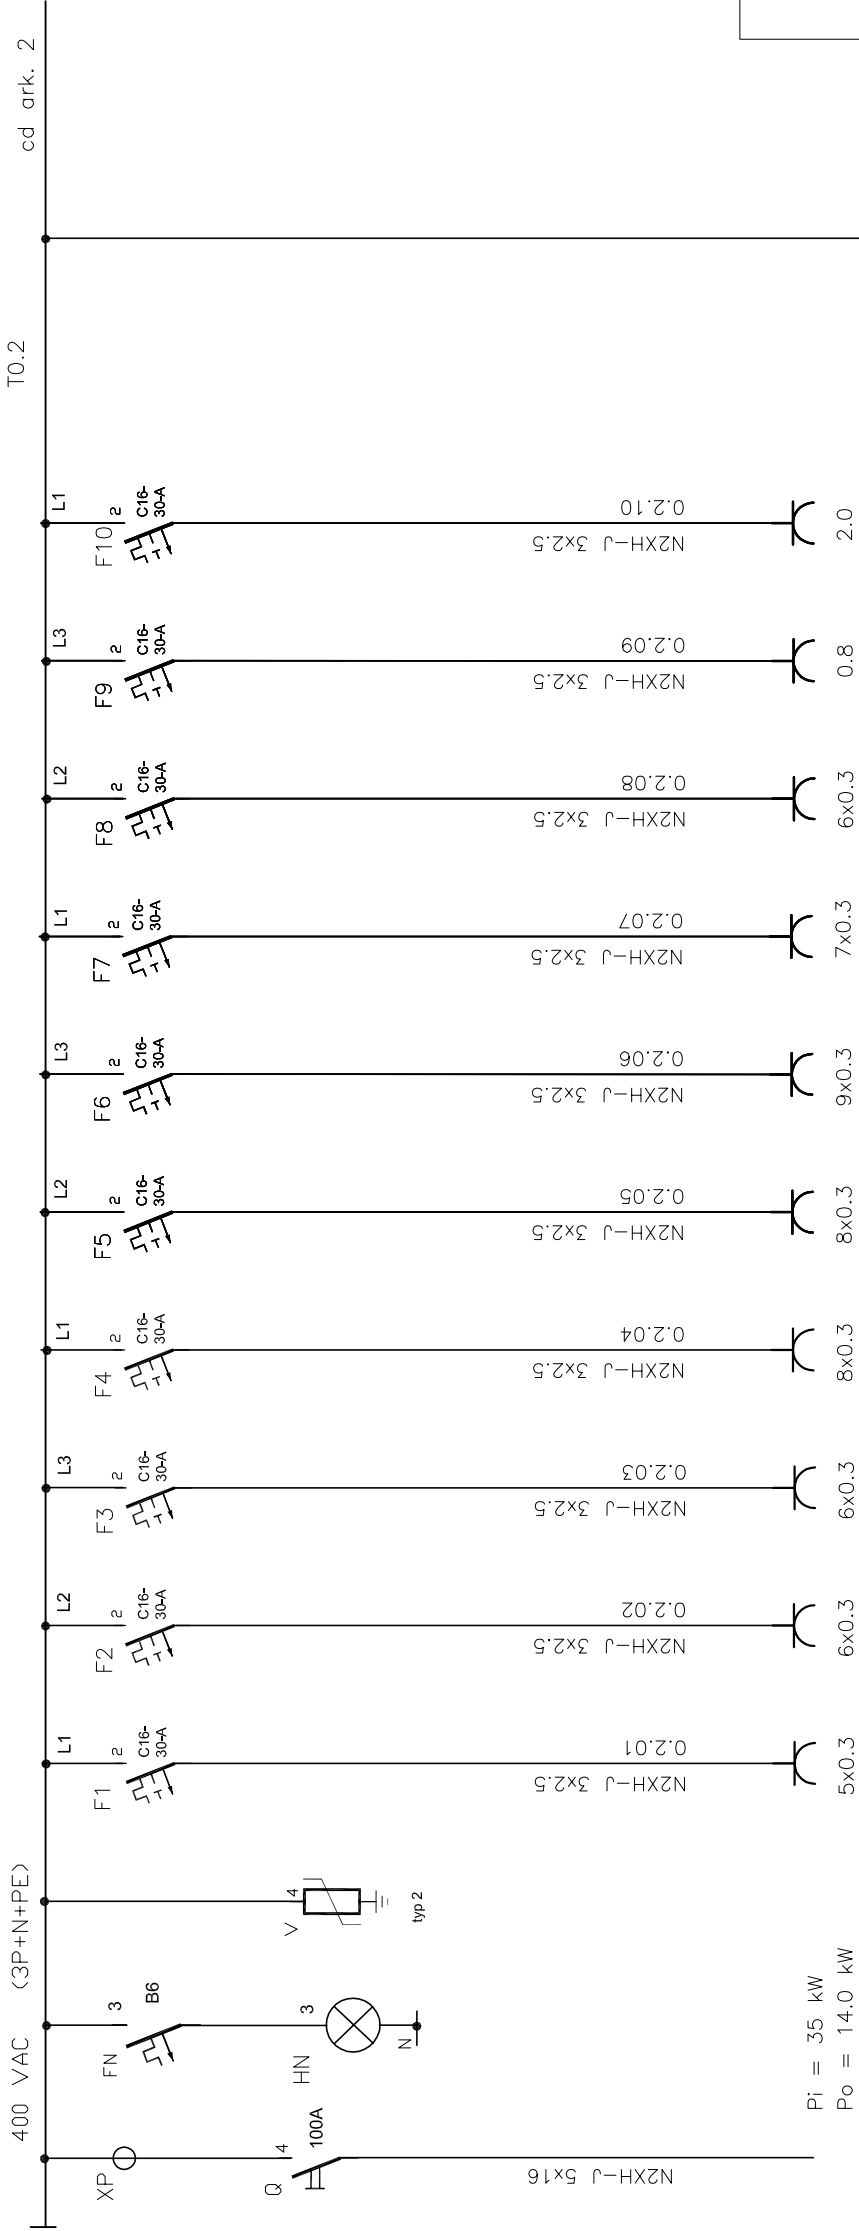 400 VAC (3P+N+PE)
T0.2
cd ark. 2
XP
Q
4
100A
N2XH-J 5x16
FN
3
B6
HN
3
N
V
4
typ 2
Pi = 35 kW
Po = 14.0 kW
L1
F1
2
C16-
30-A
0.2.01
N2XH-J 3x2.5
5x0.3
L2
F2
2
C16-
30-A
0.2.02
N2XH-J 3x2.5
6x0.3
L3
F3
2
C16-
30-A
0.2.03
N2XH-J 3x2.5
6x0.3
L1
F4
2
C16-
30-A
0.2.04
N2XH-J 3x2.5
8x0.3
L2
F5
2
C16-
30-A
0.2.05
N2XH-J 3x2.5
8x0.3
L3
F6
2
C16-
30-A
0.2.06
N2XH-J 3x2.5
9x0.3
L1
F7
2
C16-
30-A
0.2.07
N2XH-J 3x2.5
7x0.3
L2
F8
2
C16-
30-A
0.2.08
N2XH-J 3x2.5
6x0.3
L3
F9
2
C16-
30-A
0.2.09
N2XH-J 3x2.5
0.8
L1
F10
2
C16-
30-A
0.2.10
N2XH-J 3x2.5
2.0